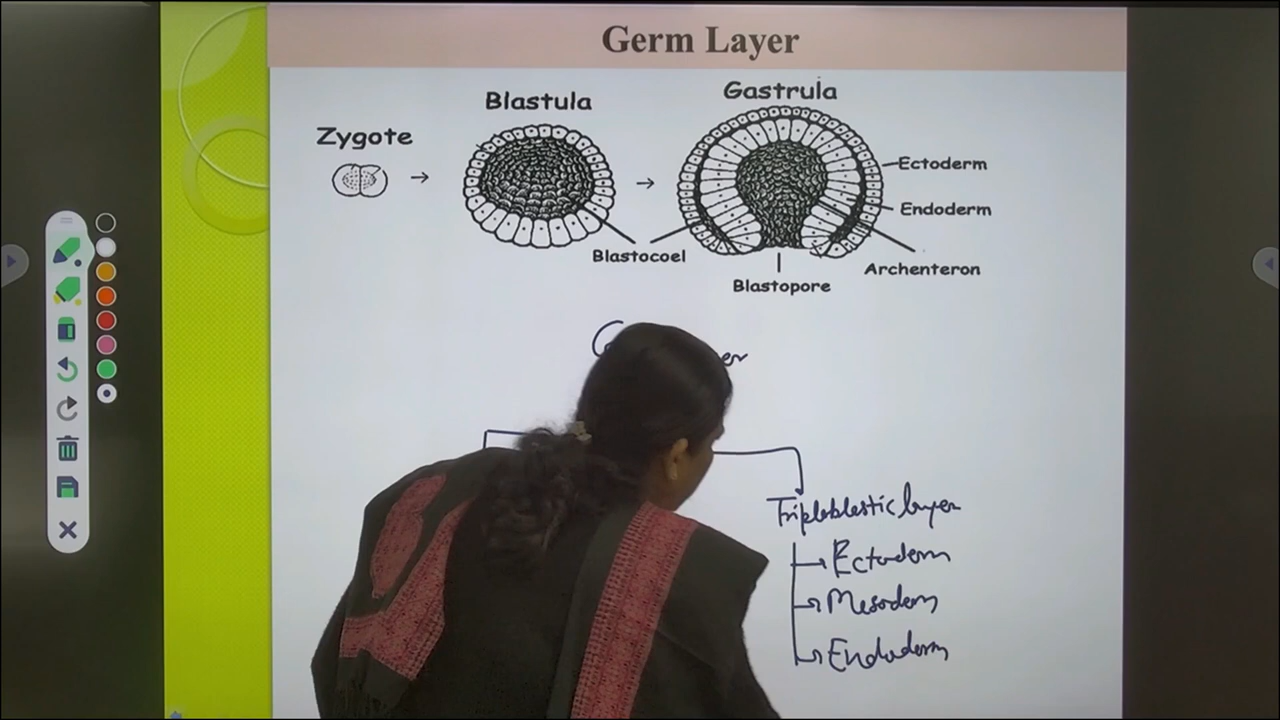 Germ Layer
Blastula
Gastrula
Zygote
Ectoderm
Endoderm
Blastocoel
Archenteron
Blastopore
Triploblastic layer
Ectoderm
Mesoderm
Endoderm